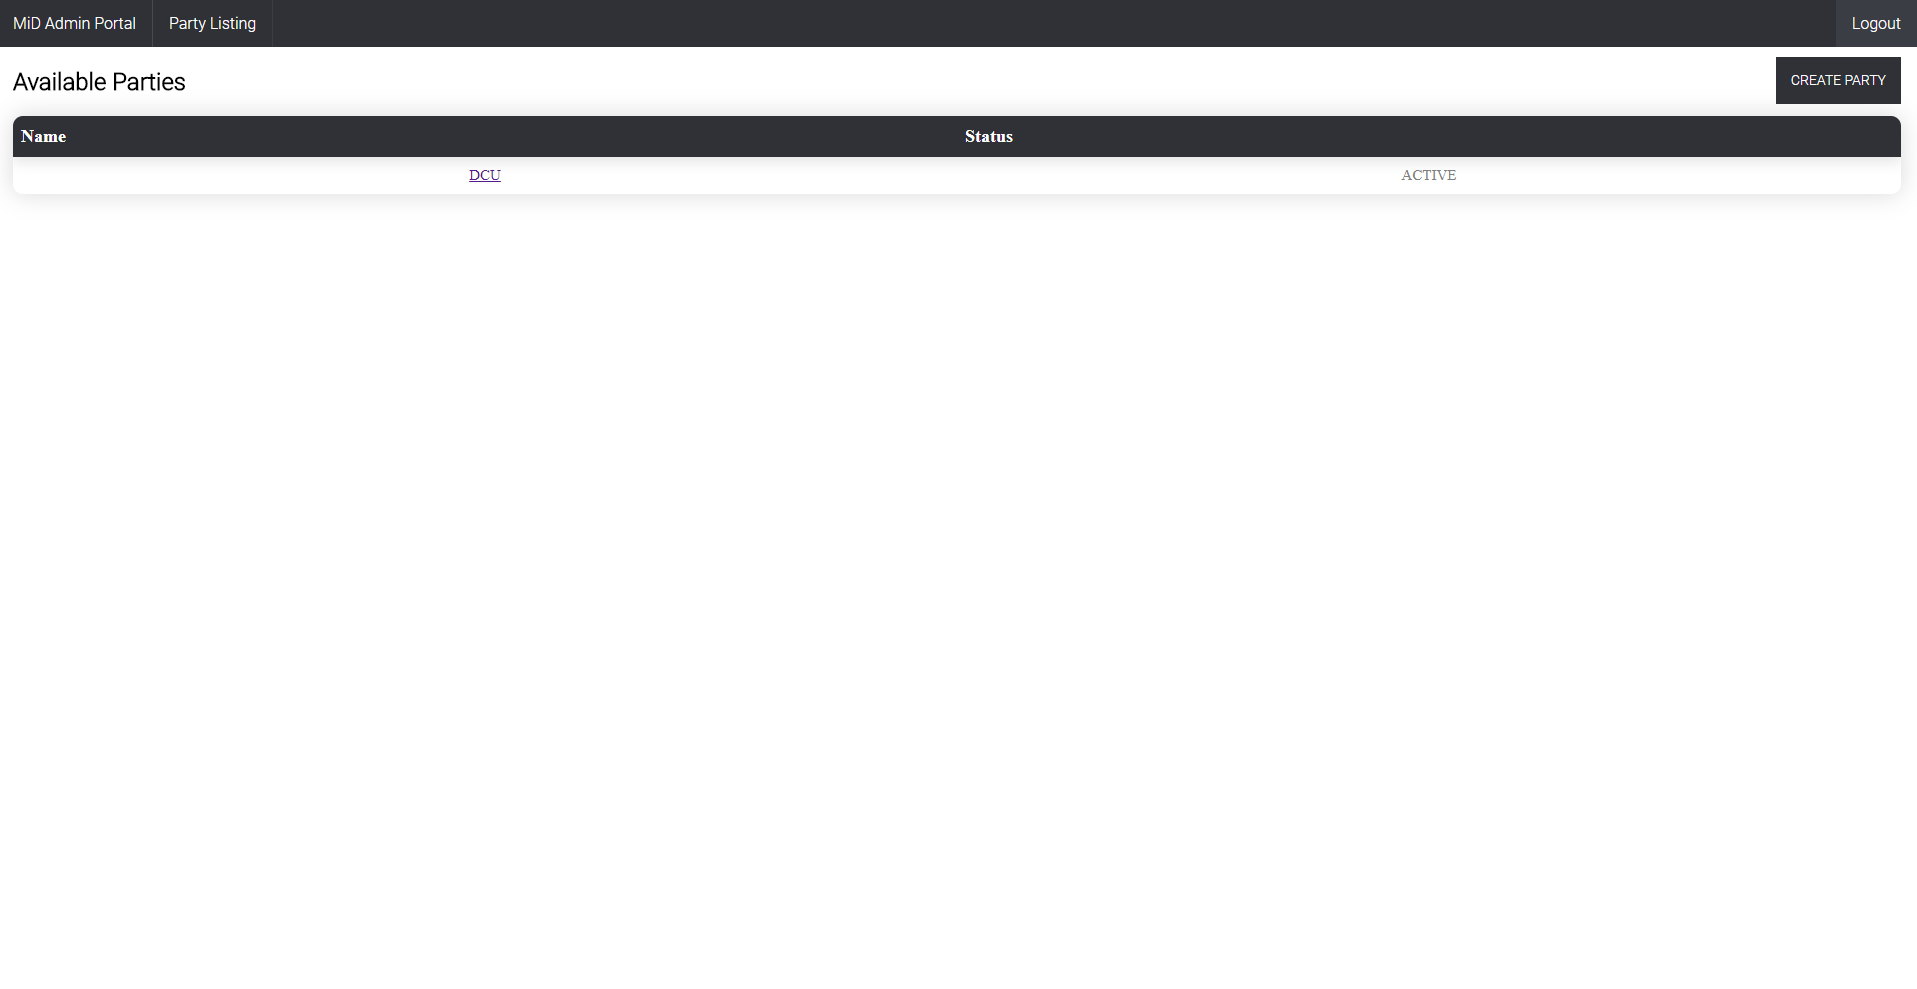 MiD Admin Portal Party Listing Logout
Available Parties CREATE PARTY
Name Status
DCU ACTIVE